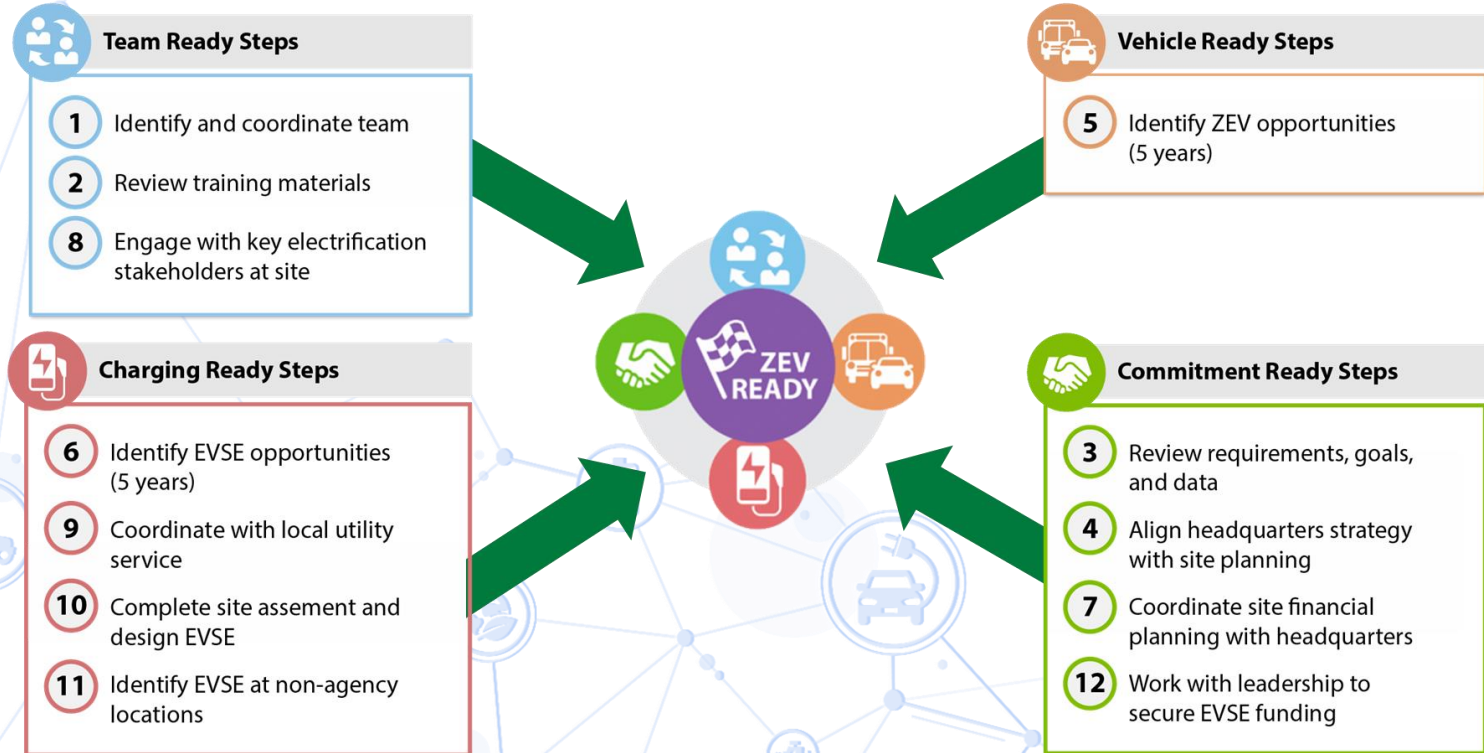 Team Ready Steps
1 Identify and coordinate team
2 Review training materials
8 Engage with key electrification
stakeholders at site
Vehicle Ready Steps
5 Identify ZEV opportunities
(5 years)
ZEV
READY
Charging Ready Steps
6 Identify EVSE opportunities
(5 years)
9 Coordinate with local utility
service
10 Complete site assement and
design EVSE
11 Identify EVSE at non-agency
locations
Commitment Ready Steps
3 Review requirements, goals,
and data
4 Align headquarters strategy
with site planning
7 Coordinate site financial
planning with headquarters
12 Work with leadership to
secure EVSE funding